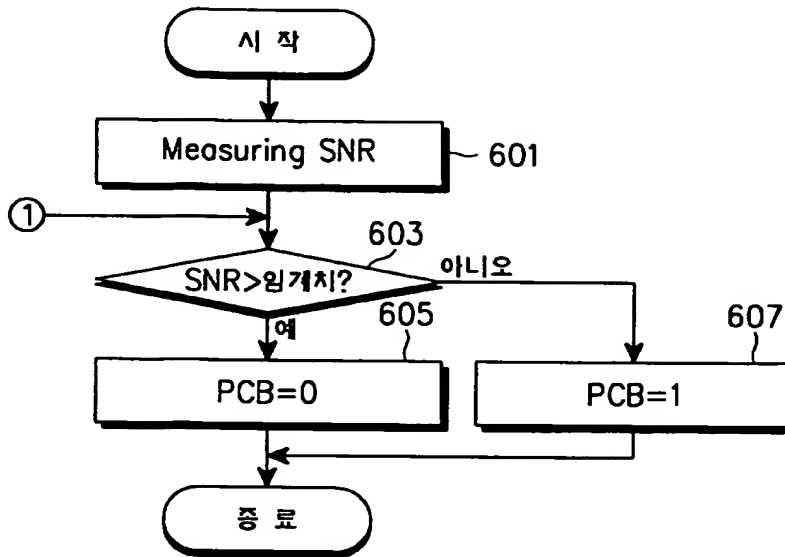 시 작
Measuring SNR
601
①
603
SNR>임계치?
아니오
예
605
607
PCB=0
PCB=1
종 료